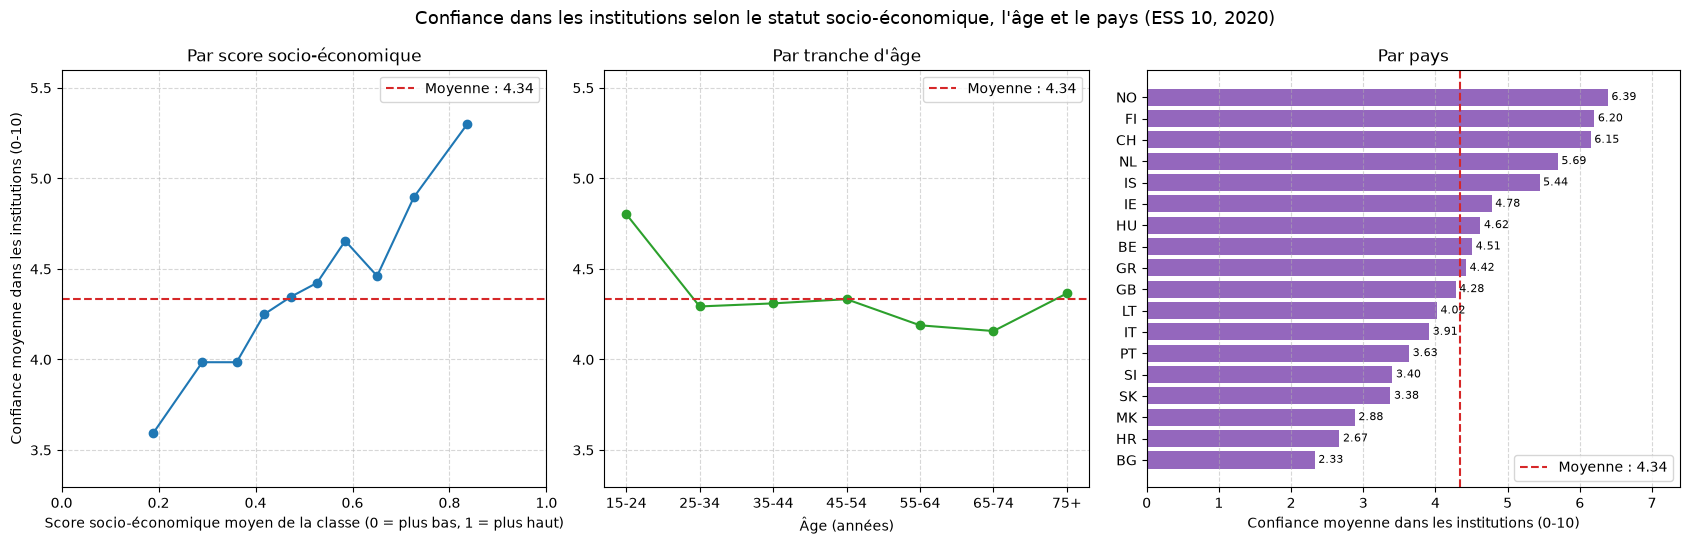 Confiance dans les institutions selon le statut socio-économique, l'âge et le pays (ESS 10, 2020)
Par score socio-économique
Moyenne : 4.34
5.5
5.0
4.5
4.0
3.5
Confiance moyenne dans les institutions (0-10)
0.0 0.2 0.4 0.6 0.8 1.0
Score socio-économique moyen de la classe (0 = plus bas, 1 = plus haut)
Par tranche d'âge
Moyenne : 4.34
5.5
5.0
4.5
4.0
3.5
15-24 25-34 35-44 45-54 55-64 65-74 75+
Âge (années)
Par pays
NO 6.39
FI 6.20
CH 6.15
NL 5.69
IS 5.44
IE 4.78
HU 4.62
BE 4.51
GR 4.42
GB 4.28
LT 4.02
IT 3.91
PT 3.63
SI 3.40
SK 3.38
MK 2.88
HR 2.67
BG 2.33
Moyenne : 4.34
0 1 2 3 4 5 6 7
Confiance moyenne dans les institutions (0-10)